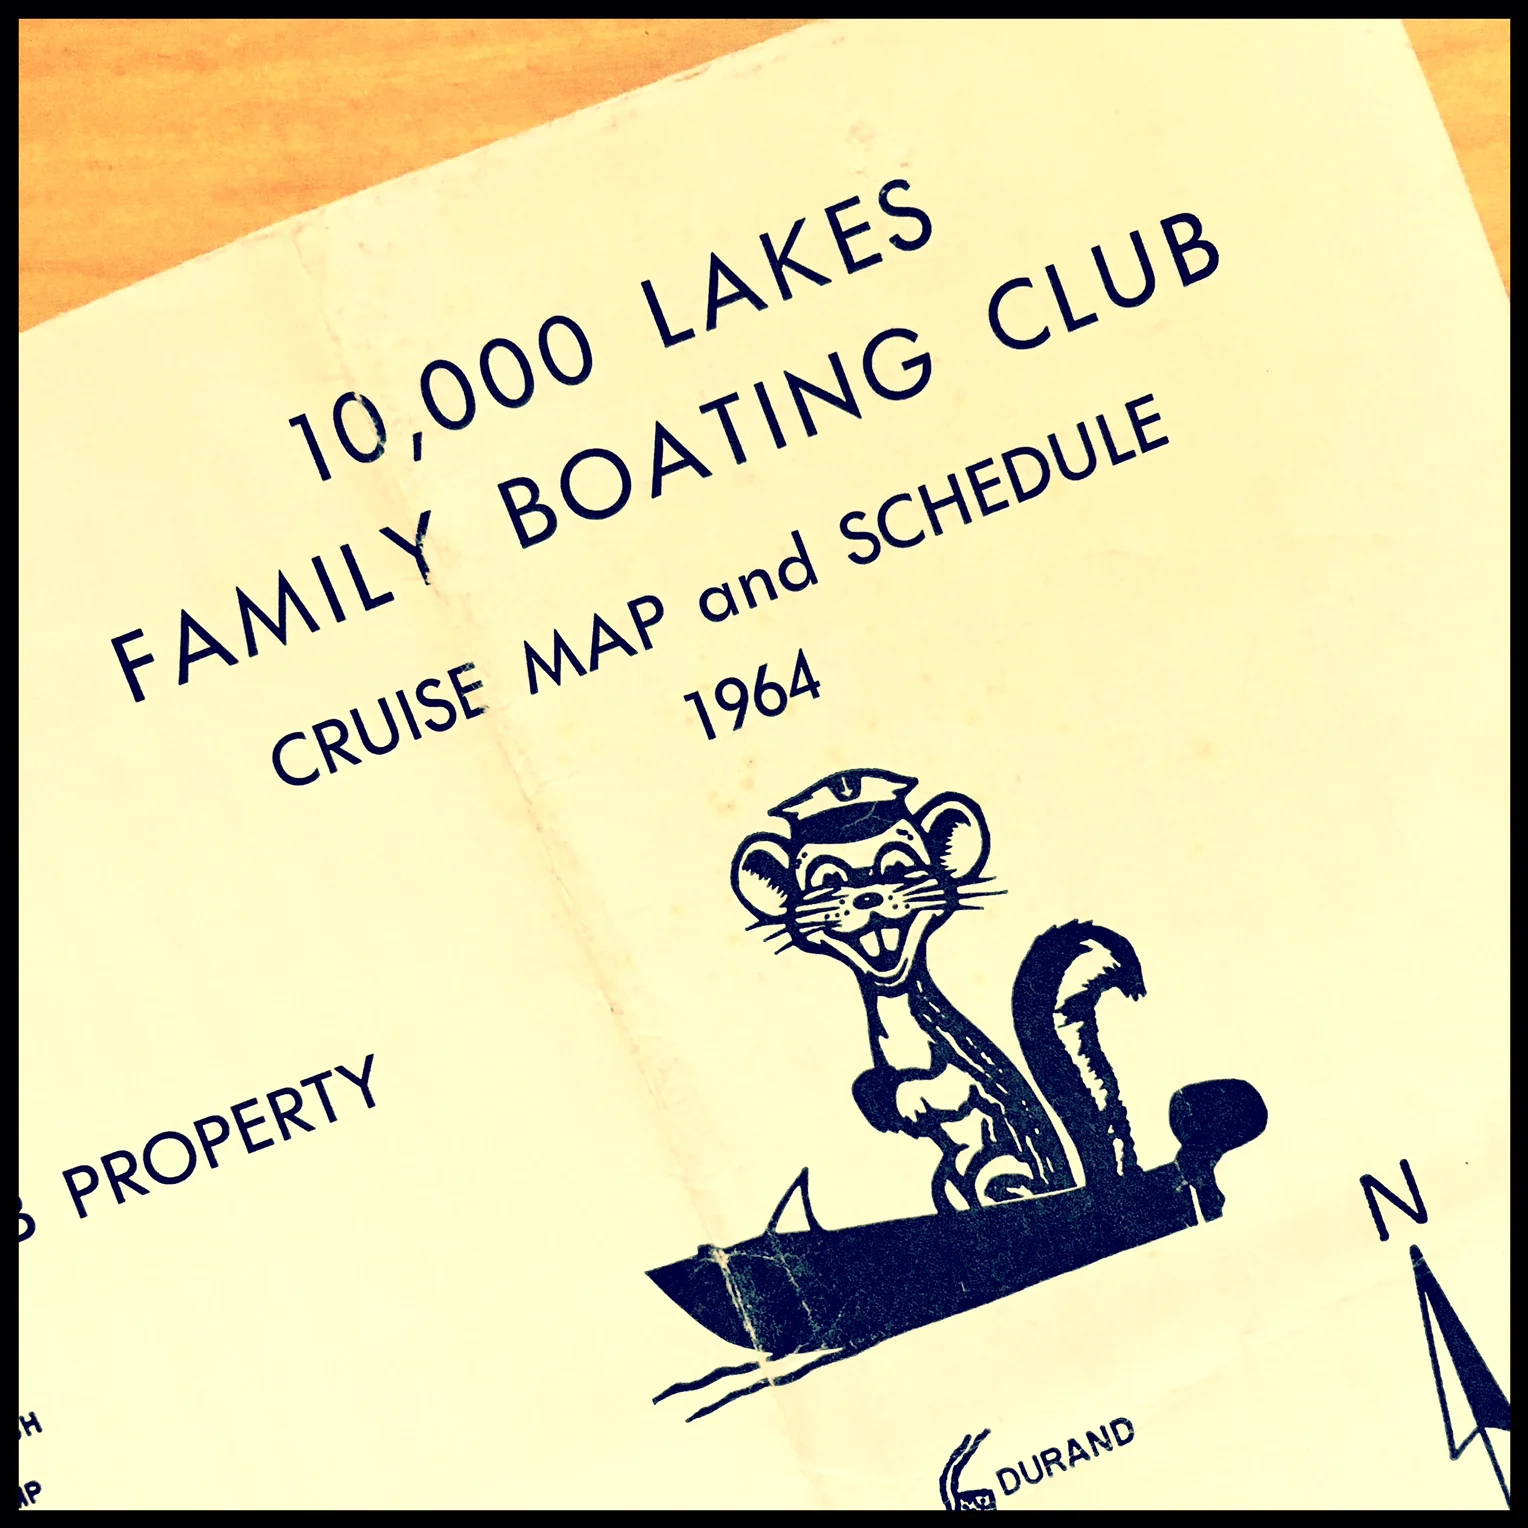 10,000 LAKES
FAMILY BOATING CLUB
CRUISE MAP and SCHEDULE
1964
PROPERTY
N
DURAND